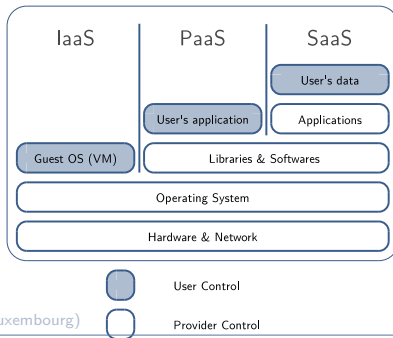 IaaS PaaS SaaS
User's data
User's application Applications
Guest OS (VM) Libraries & Softwares
Operating System
Hardware & Network
User Control
uxembourg)
Provider Control